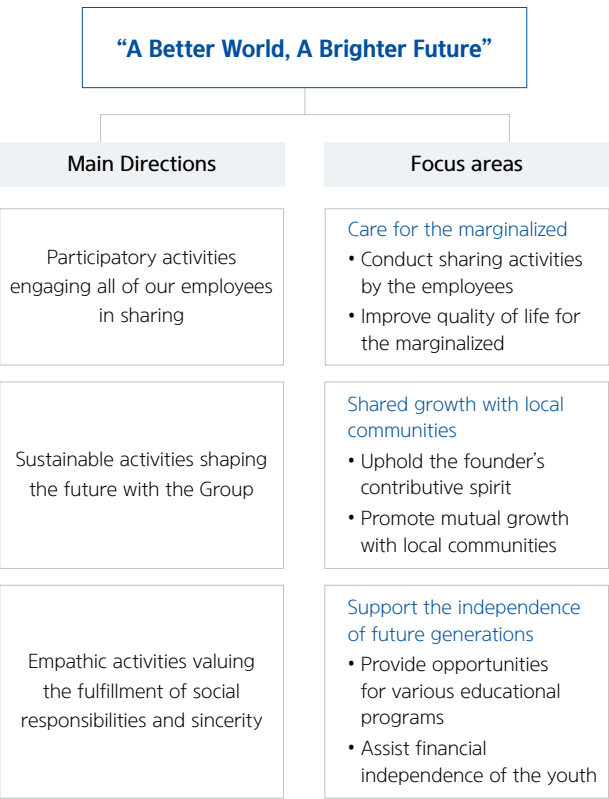 “A Better World, A Brighter Future”
Main Directions
Focus areas
Participatory activities
engaging all of our employees
in sharing
Care for the marginalized
• Conduct sharing activities
by the employees
• Improve quality of life for
the marginalized
Sustainable activities shaping
the future with the Group
Shared growth with local
communities
• Uphold the founder’s
contributive spirit
• Promote mutual growth
with local communities
Empathic activities valuing
the fulfillment of social
responsibilities and sincerity
Support the independence
of future generations
• Provide opportunities
for various educational
programs
• Assist financial
independence of the youth